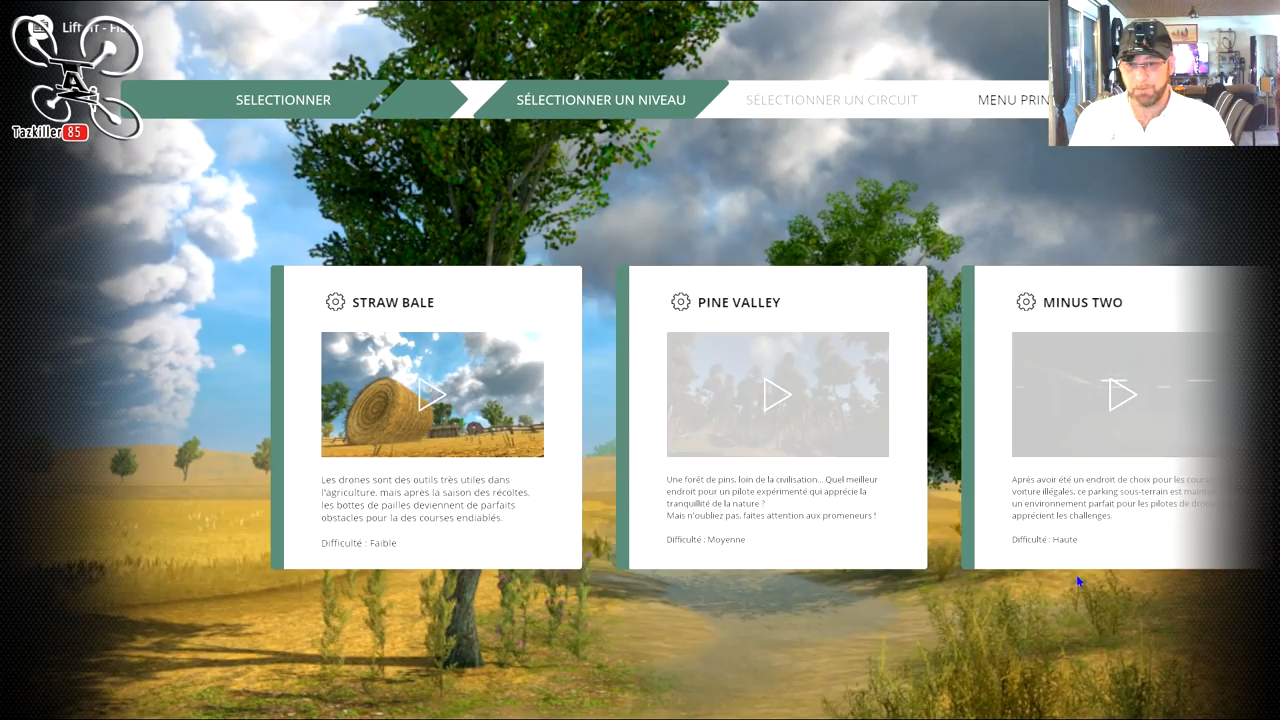 A
Tazkiller 85
SELECTIONNER
SÉLECTIONNER UN NIVEAU
SÉLECTIONNER UN CIRCUIT
MENU PRIN
STRAW BALE
Les drones sont des outils très utiles dans
l'agriculture, mais après la saison des récoltes,
les bottes de pailles deviennent de parfaits
obstacles pour la des courses endiablés.
Difficulté : Faible
PINE VALLEY
Une forêt de pins, loin de la civilisation... Quel meilleur
endroit pour un pilote expérimenté qui apprécie la
tranquillité de la nature ?
Mais n'oubliez pas, faites attention aux promeneurs !
Difficulté : Moyenne
MINUS TWO
Après avoir été un endroit de choix pour les course
voiture illégales, ce parking sous-terrain est mainte
un environnement parfait pour les pilotes de drone
apprécient les challenges.
Difficulté : Haute